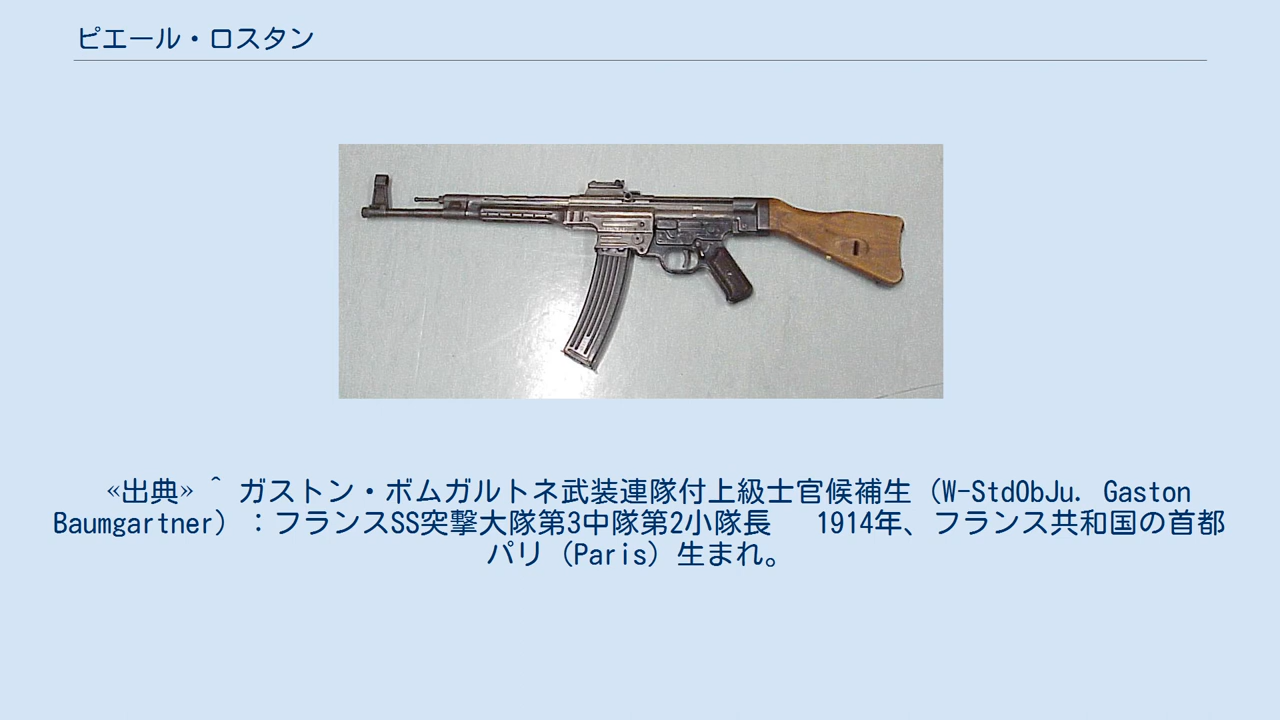 ピエール・ロスタン
«出典» ^ ガストン・ボムガルトネ武装連隊付上級士官候補生（W-StdObJu. Gaston
Baumgartner）：フランスSS突撃大隊第3中隊第2小隊長　 1914年、フランス共和国の首都
パリ（Paris）生まれ。